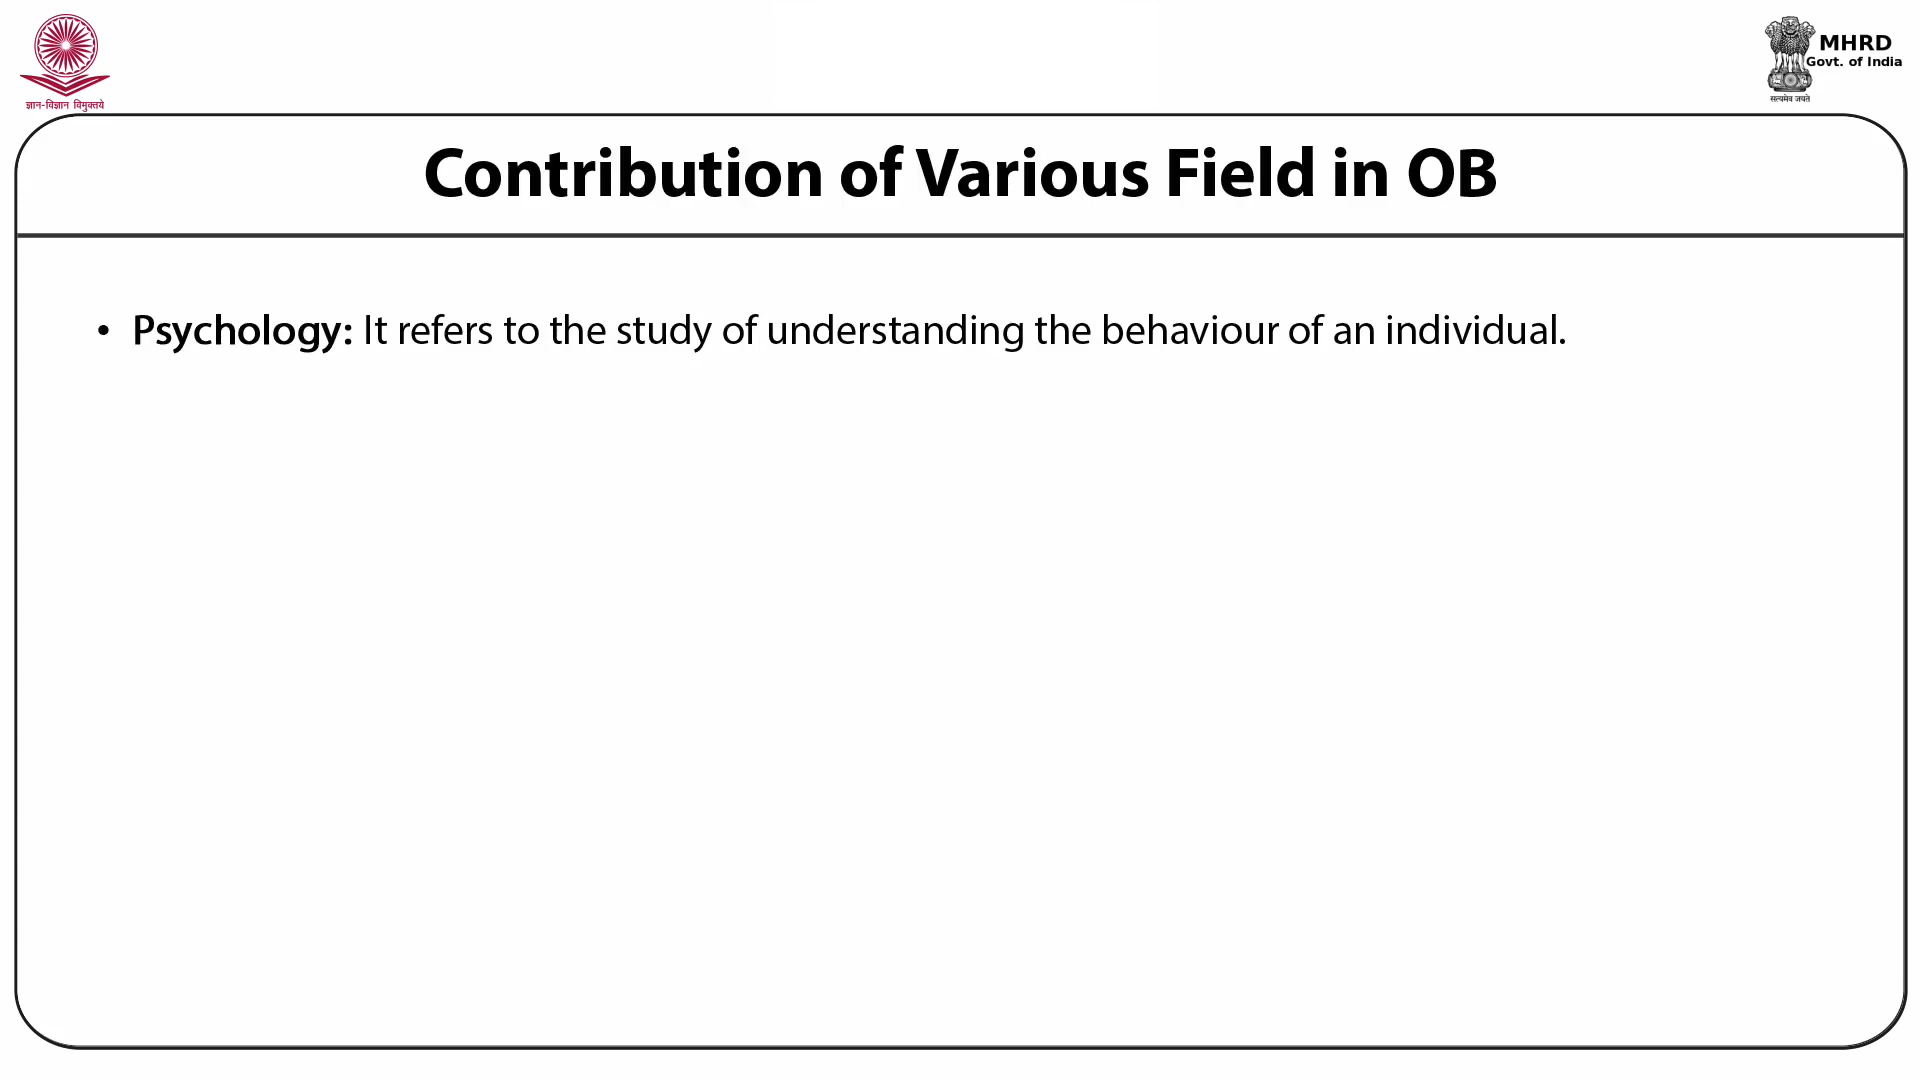 ज्ञान-विज्ञान विमुक्तये
MHRD
Govt. of India
सत्यमेव जयते
Contribution of Various Field in OB
• Psychology: It refers to the study of understanding the behaviour of an individual.